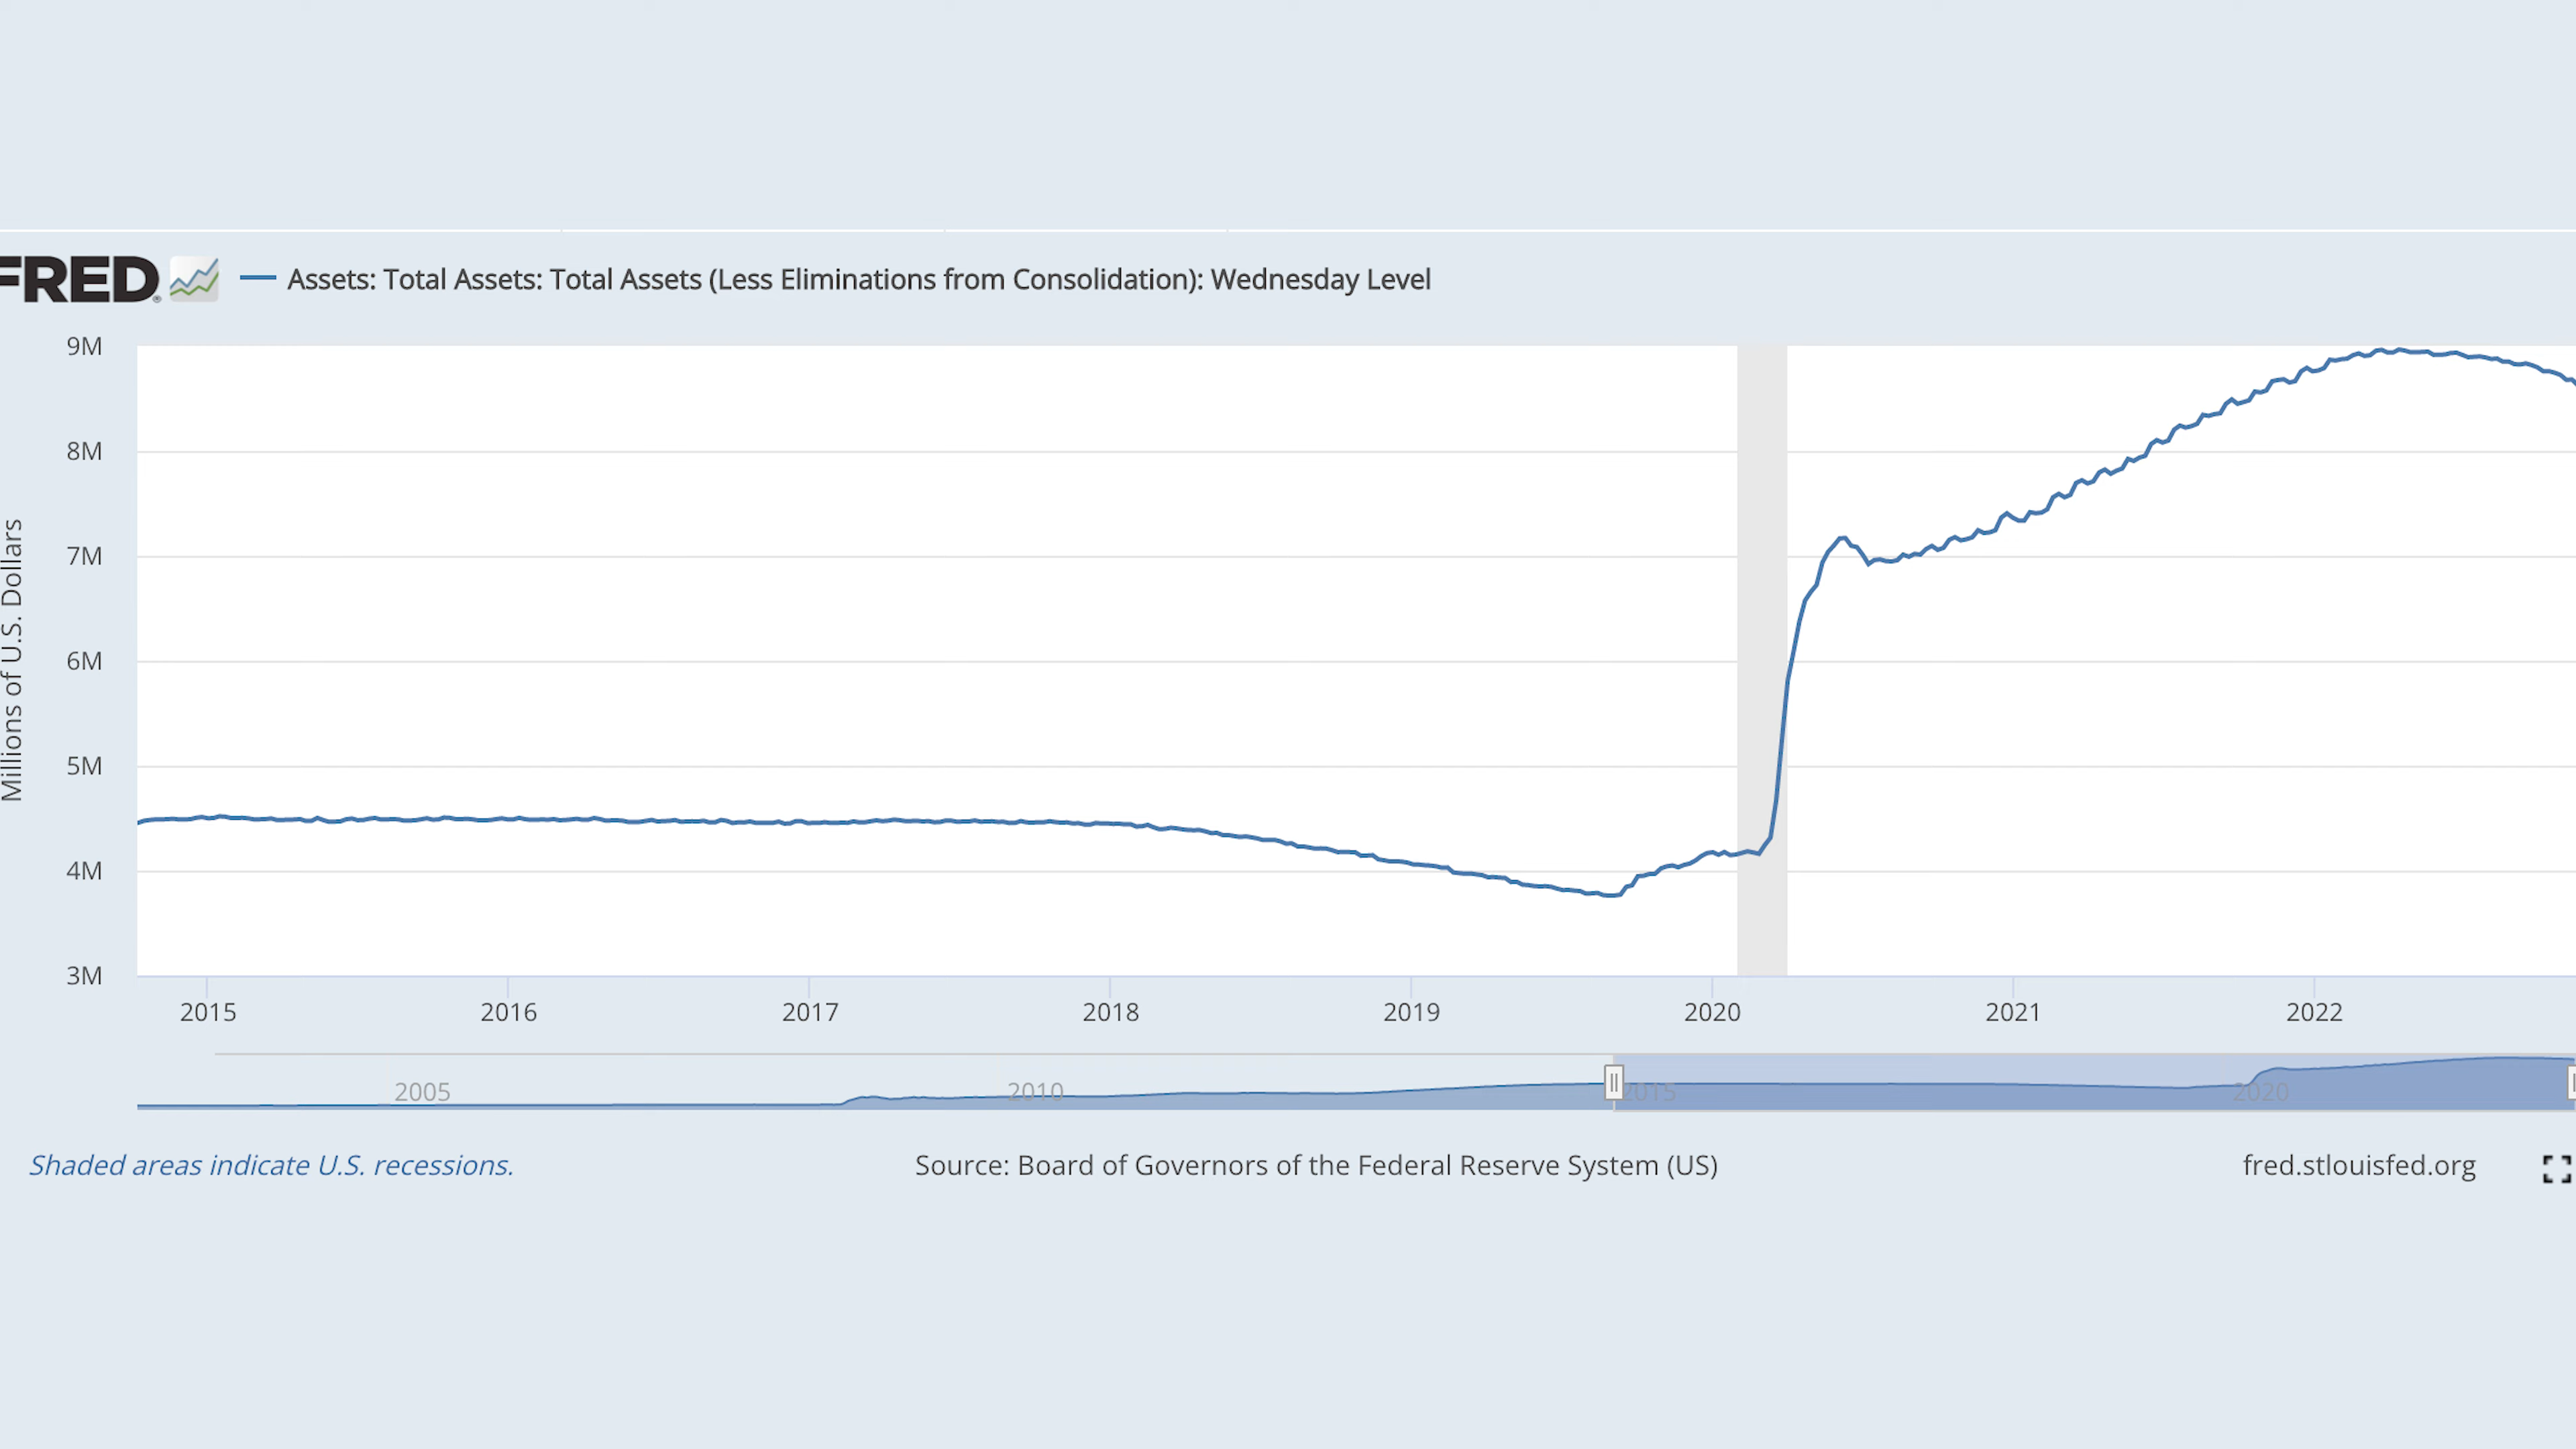 FRED® Assets: Total Assets: Total Assets (Less Eliminations from Consolidation): Wednesday Level
9M
8M
7M
6M
5M
4M
3M
Millions of U.S. Dollars
2015 2016 2017 2018 2019 2020 2021 2022
2005 2010 2015 2020
Shaded areas indicate U.S. recessions. Source: Board of Governors of the Federal Reserve System (US) fred.stlouisfed.org